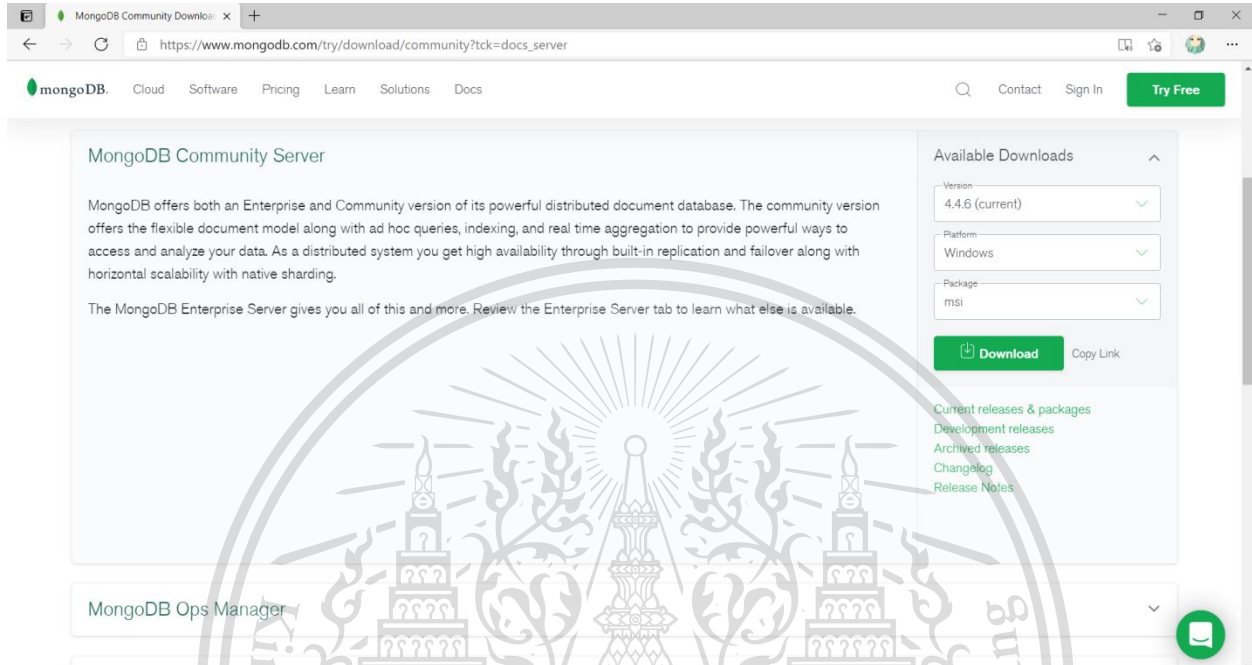 MongoDB Community Downloa
https://www.mongodb.com/try/download/community?tck=docs_server
mongoDB. Cloud Software Pricing Learn Solutions Docs Contact Sign In Try Free
MongoDB Community Server
MongoDB offers both an Enterprise and Community version of its powerful distributed document database. The community version
offers the flexible document model along with ad hoc queries, indexing, and real time aggregation to provide powerful ways to
access and analyze your data. As a distributed system you get high availability through built-in replication and failover along with
horizontal scalability with native sharding.
The MongoDB Enterprise Server gives you all of this and more. Review the Enterprise Server tab to learn what else is available.
Available Downloads
Version
4.4.6 (current)
Platform
Windows
Package
msi
Download Copy Link
Current releases & packages
Development releases
Archived releases
Changelog
Release Notes
MongoDB Ops Manager